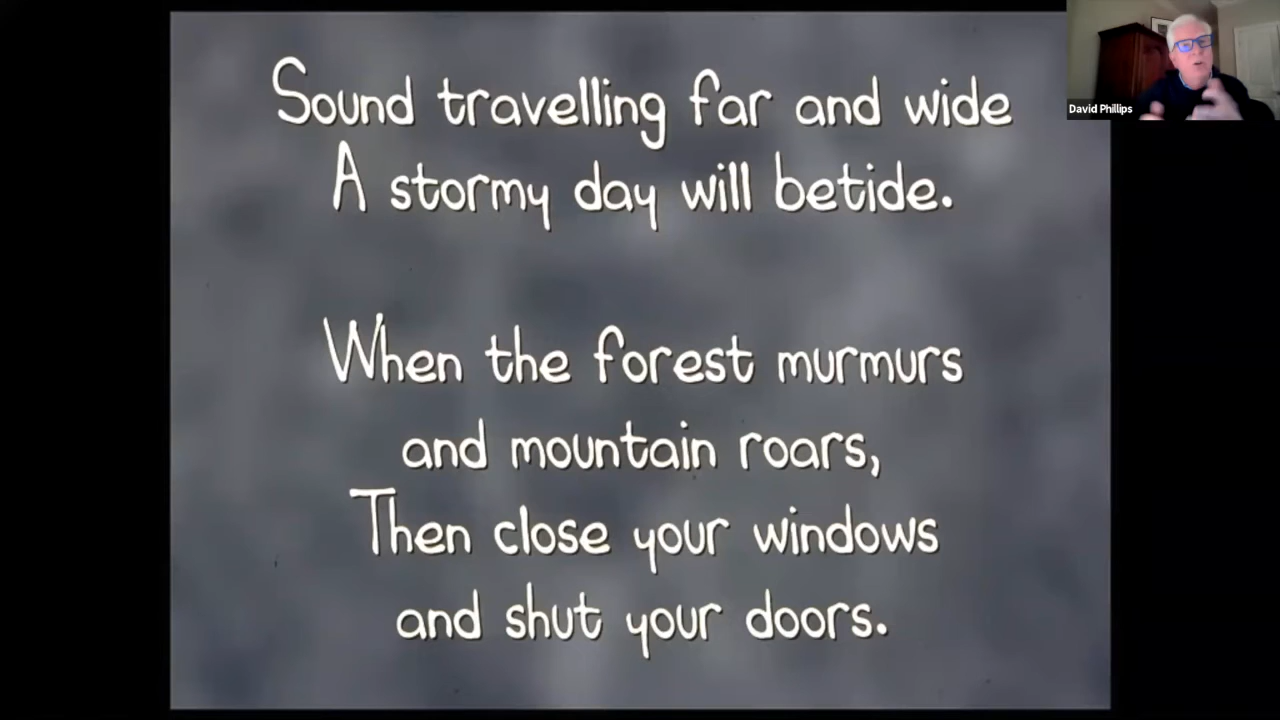 Sound travelling far and wide
A stormy day will betide.
When the forest murmurs
and mountain roars,
Then close your windows
and shut your doors.
David Phillips